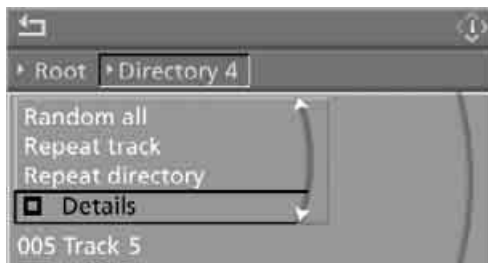 Root Directory 4
Random all
Repeat track
Repeat directory
Details
005 Track 5